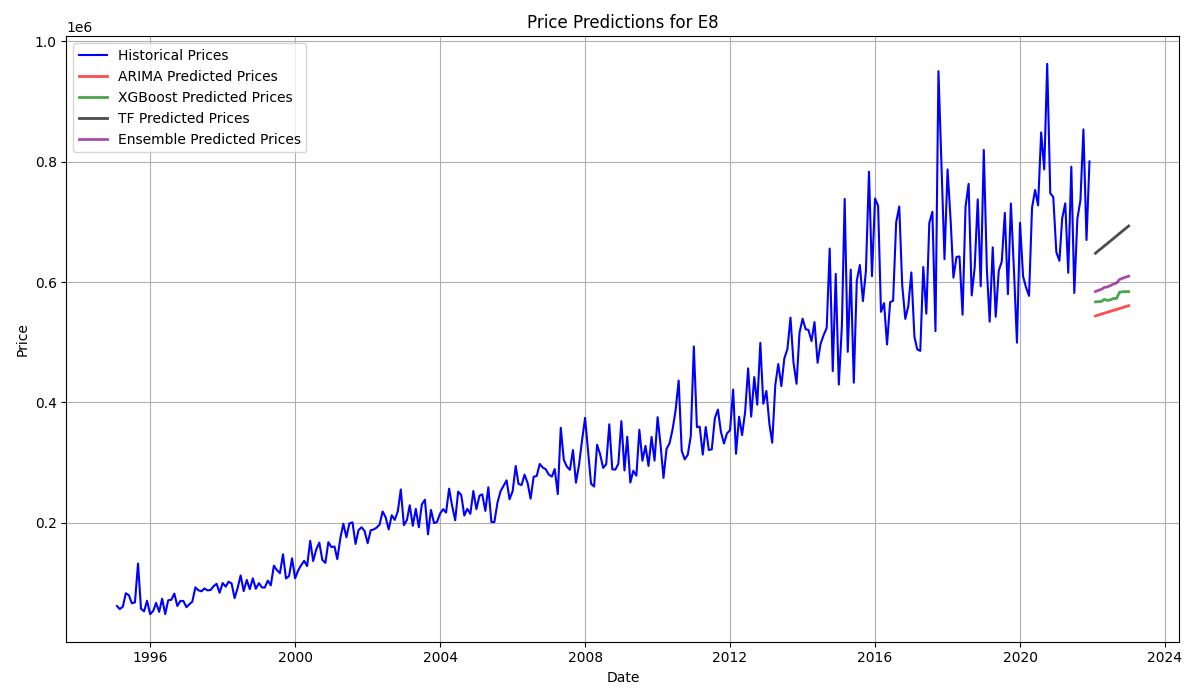 Price Predictions for E8
1e6
Historical Prices
ARIMA Predicted Prices
XGBoost Predicted Prices
TF Predicted Prices
Ensemble Predicted Prices
1.0
0.8
0.6
0.4
0.2
Price
1996 2000 2004 2008 2012 2016 2020 2024
Date